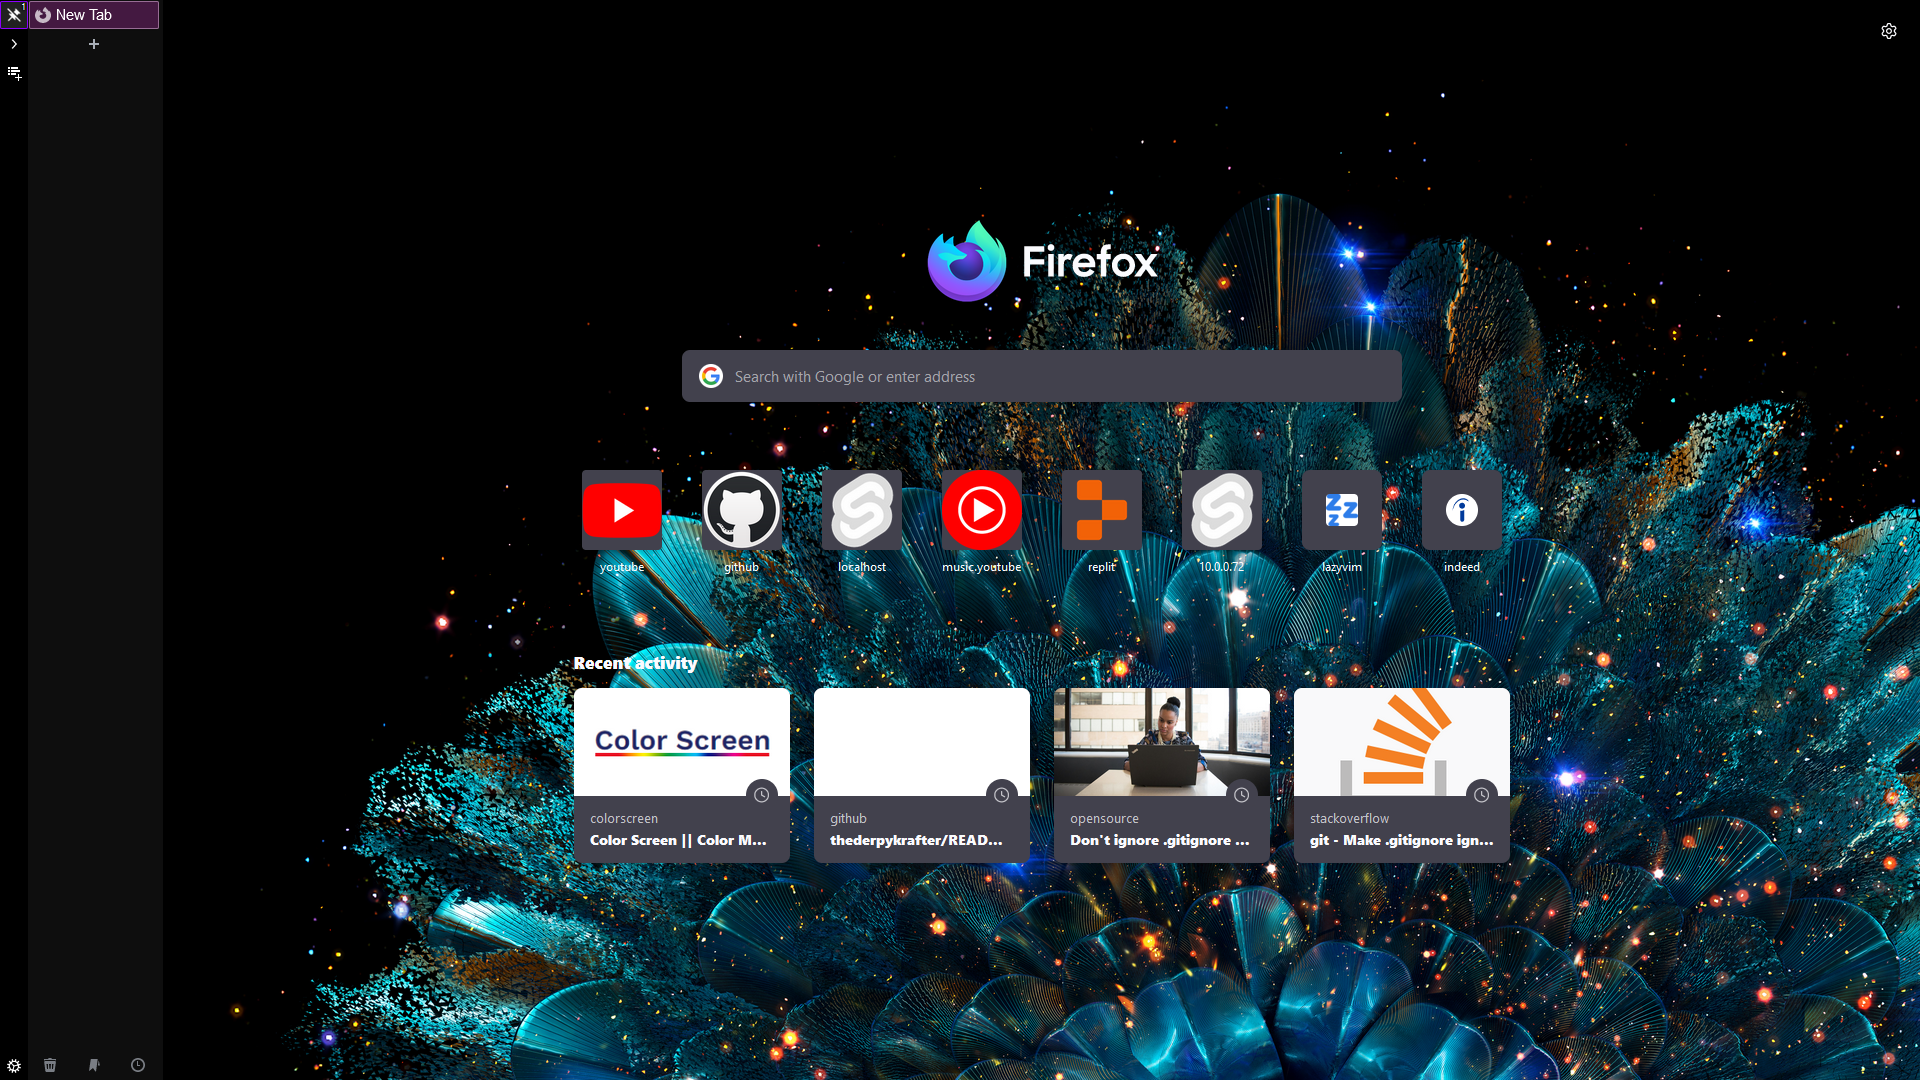 1
New Tab
Firefox
Search with Google or enter address
youtube
github
localhost
music.youtube
replit
10.0.0.72
lazyvim
indeed
Recent activity
Color Screen
colorscreen
Color Screen || Color M...
github
thederpykrafter/READ...
opensource
Don't ignore .gitignore ...
stackoverflow
git - Make .gitignore ign...